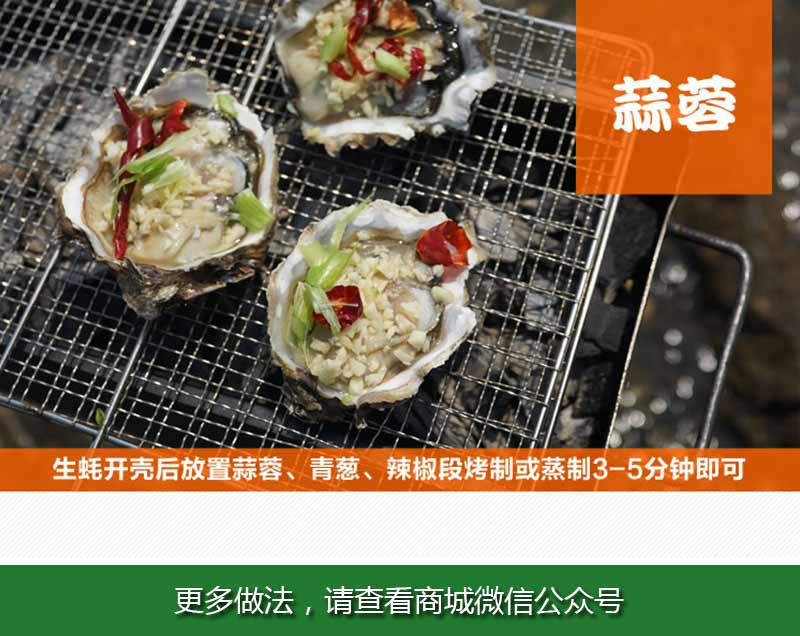 蒜蓉
生蚝开壳后放置蒜蓉、青葱、辣椒段烤制或蒸制3-5分钟即可
更多做法，请查看商城微信公众号